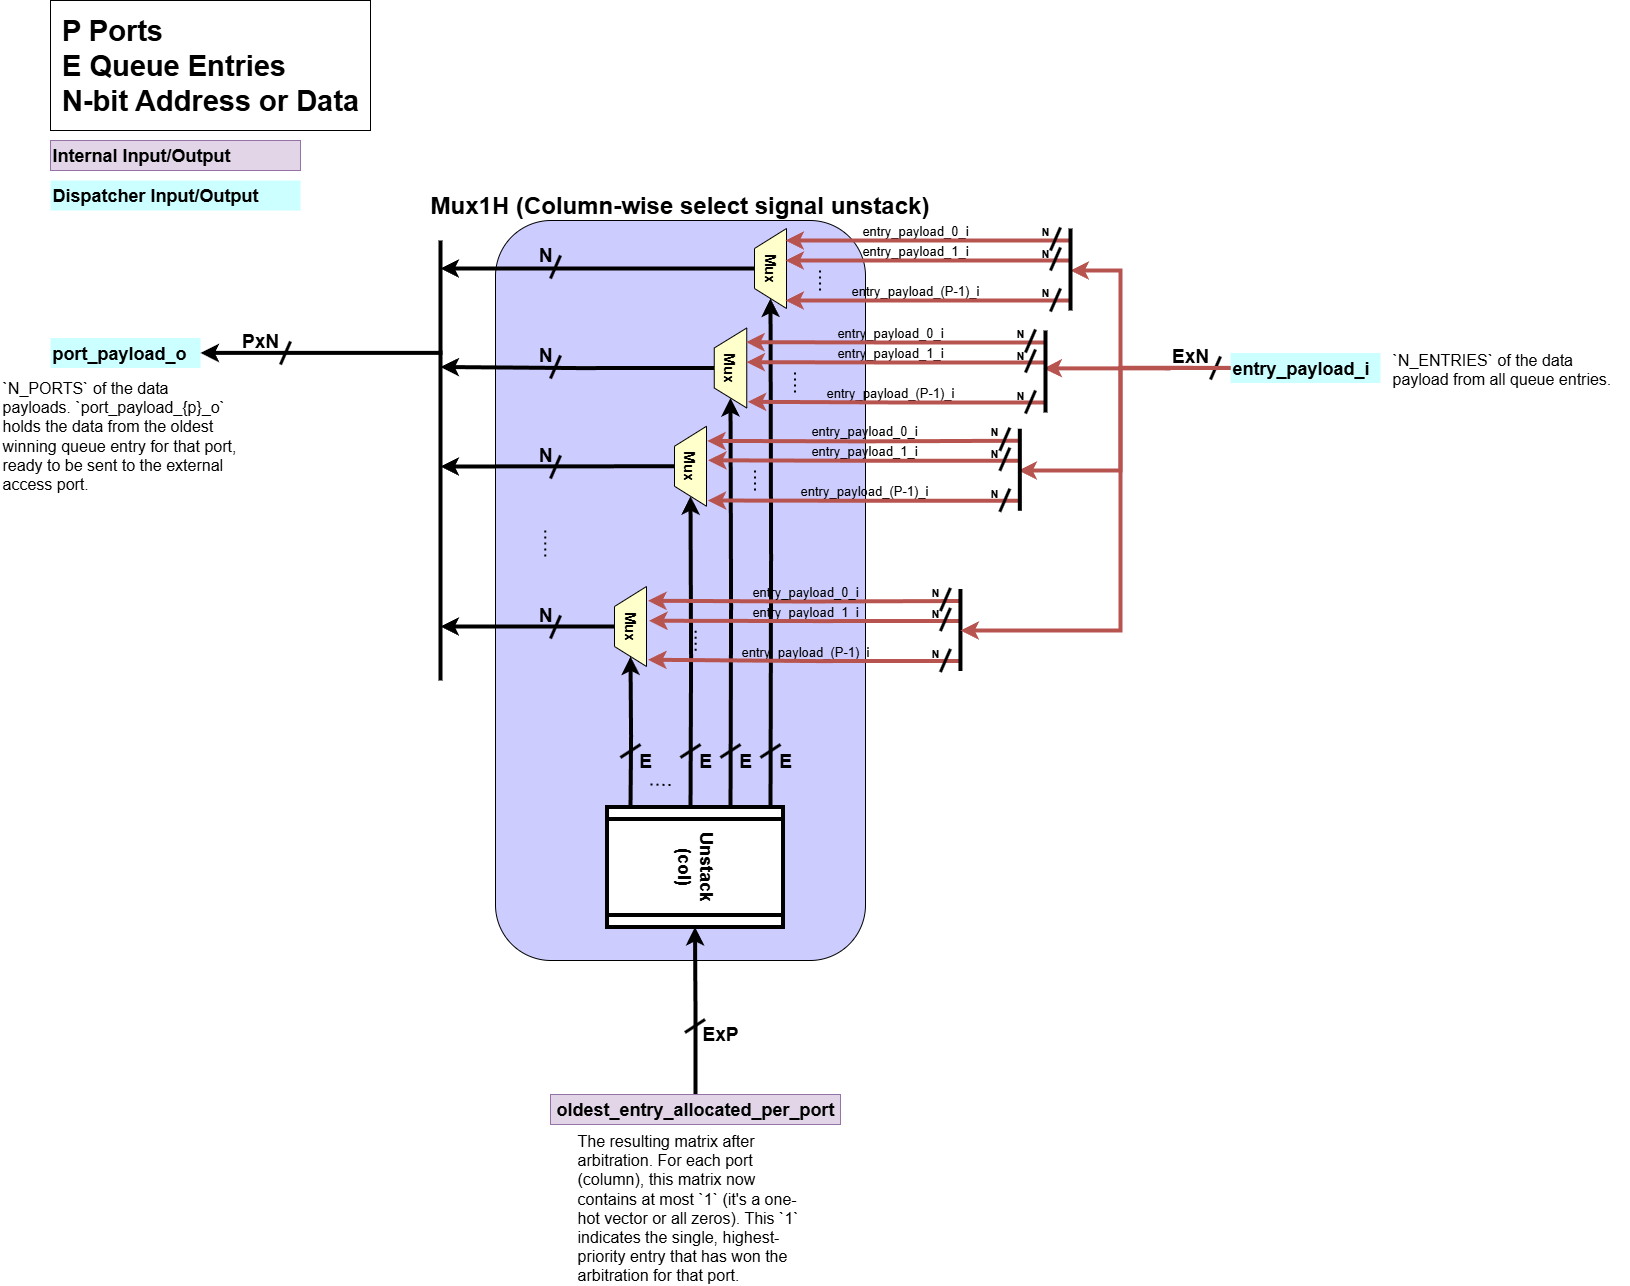 P Ports
E Queue Entries
N-bit Address or Data
Internal Input/Output
Dispatcher Input/Output
Mux1H (Column-wise select signal unstack)
N
Mux
entry_payload_0_i
N
entry_payload_1_i
N
entry_payload_(P-1)_i
N
N
Mux
entry_payload_0_i
N
entry_payload_1_i
N
entry_payload_(P-1)_i
N
N
Mux
entry_payload_0_i
N
entry_payload_1_i
N
entry_payload_(P-1)_i
N
N
Mux
entry_payload_0_i
N
entry_payload_1_i
N
entry_payload_(P-1)_i
N
port_payload_o
PxN
`N_PORTS` of the data
payloads. `port_payload_{p}_o`
holds the data from the oldest
winning queue entry for that port,
ready to be sent to the external
access port.
ExN
entry_payload_i
`N_ENTRIES` of the data
payload from all queue entries.
E
E
E
E
Unstack
(col)
ExP
oldest_entry_allocated_per_port
The resulting matrix after
arbitration. For each port
(column), this matrix now
contains at most `1` (it's a one-
hot vector or all zeros). This `1`
indicates the single, highest-
priority entry that has won the
arbitration for that port.